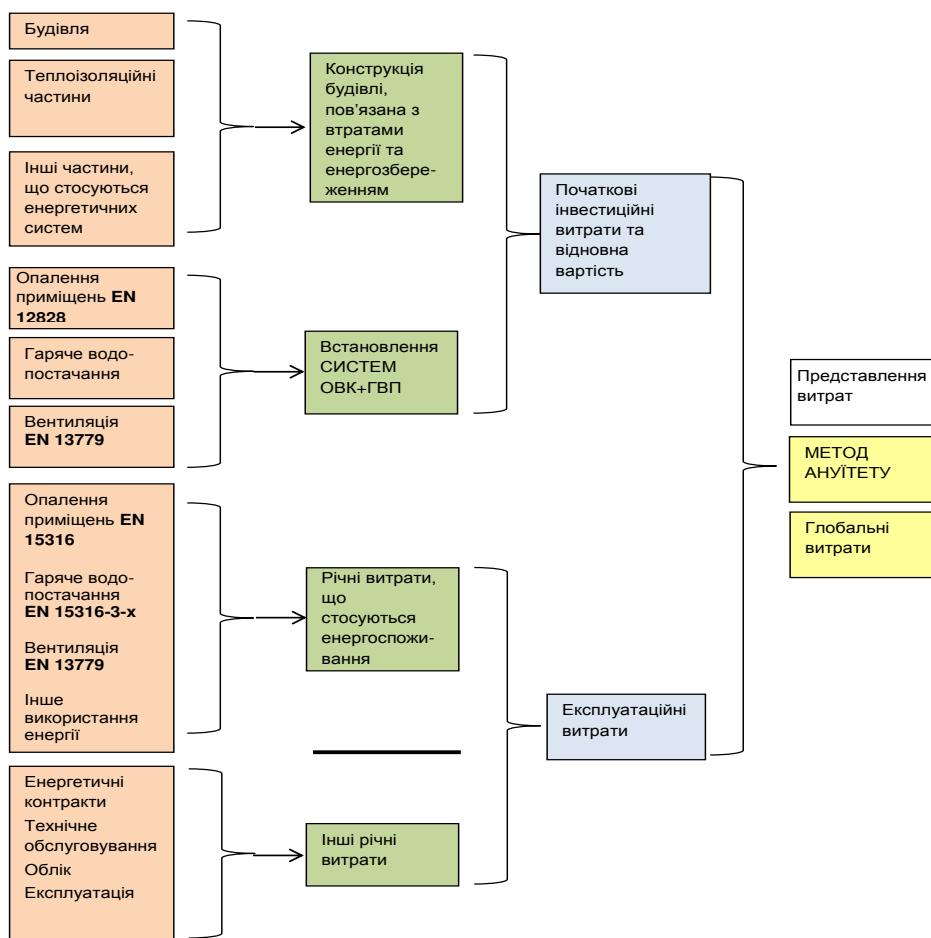 Будівля
Теплоізоляційні
частини
Інші частини,
що стосуються
енергетичних
систем
Опалення
приміщень EN
12828
Гаряче водо-
постачання
Вентиляція
EN 13779
Опалення
приміщень EN
15316
Гаряче водо-
постачання
EN 15316-3-x
Вентиляція
EN 13779
Інше
використання
енергії
Енергетичні
контракти
Технічне
обслуговування
Облік
Експлуатація
Конструкція
будівлі,
пов’язана з
втратами
енергії та
енергозбереже-
женням
Встановлення
СИСТЕМ
ОВК+ГВП
Річні витрати,
що
стосуються
енергоспожи-
вання
Інші річні
витрати
Початкові
інвестиційні
витрати та
відновна
вартість
Експлуатаційні
витрати
Представлення
витрат
МЕТОД
АНУЇТЕТУ
Глобальні
витрати